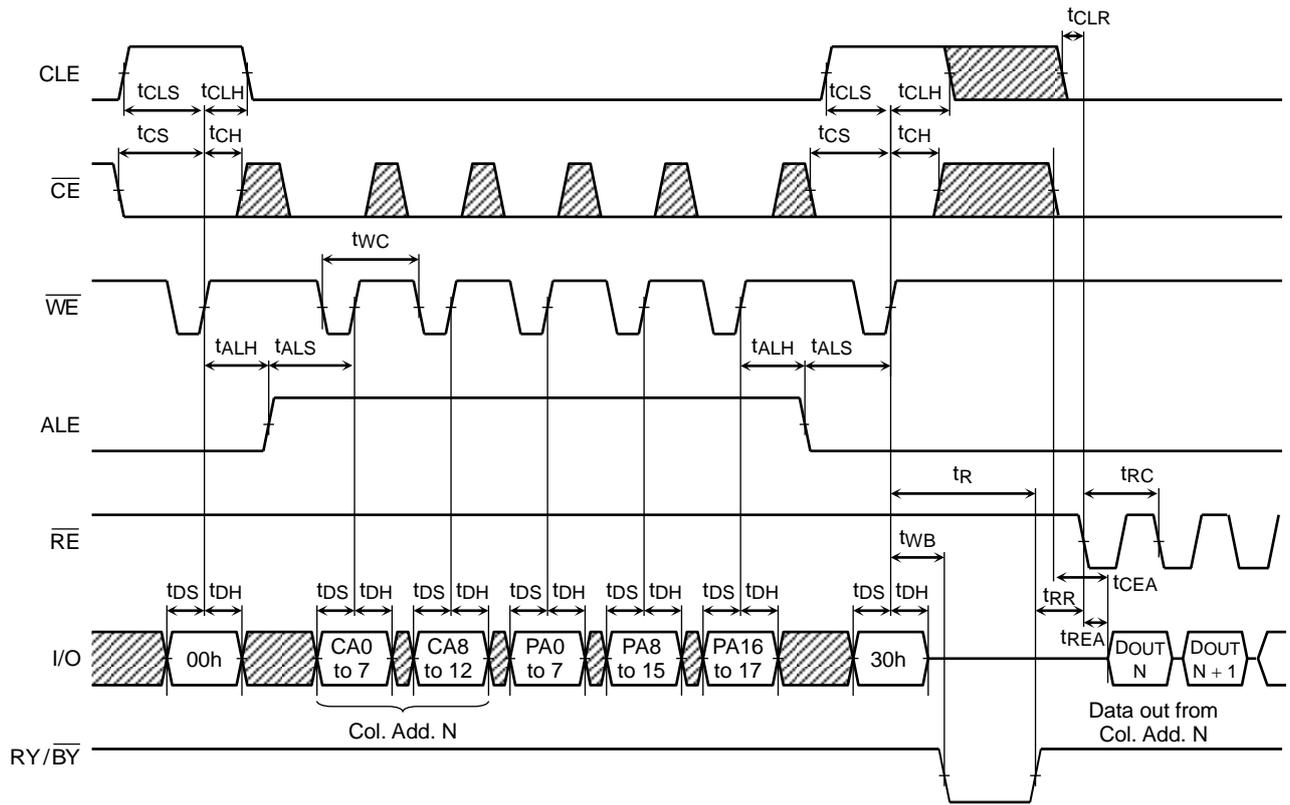 tCLR
CLE
tCLS tCLH tCLS tCLH
tCS tCH tCS tCH
CE
tWC
WE
tALH tALS tALH tALS
ALE
tR tRC
RE
tWB
tDS tDH tDS tDH tDS tDH tDS tDH tDS tDH tDS tDH tDS tDH
tCEA
tRR
tREA
I/O 00h CA0 to 7 CA8 to 12 PA0 to 7 PA8 to 15 PA16 to 17 30h DOUT N DOUT N + 1
Col. Add. N
Data out from
Col. Add. N
RY/BY